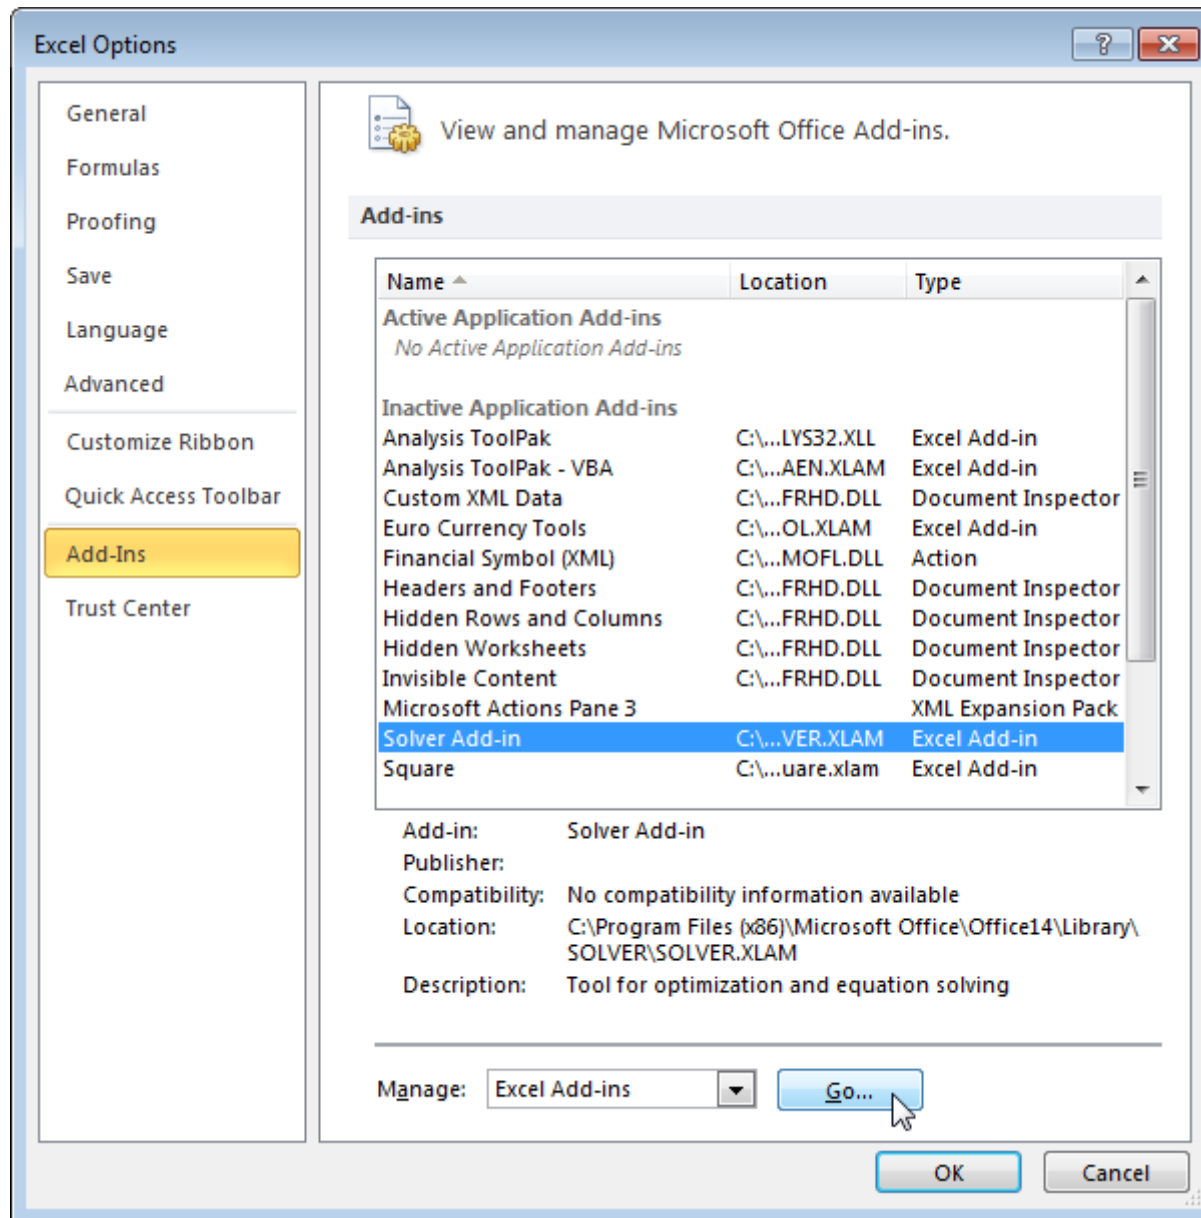 Excel Options
General
Formulas
Proofing
Save
Language
Advanced
Customize Ribbon
Quick Access Toolbar
Add-Ins
Trust Center
View and manage Microsoft Office Add-ins.
Add-ins
Name Location Type
Active Application Add-ins
No Active Application Add-ins
Inactive Application Add-ins
Analysis ToolPak C:\...LYS32.XLL Excel Add-in
Analysis ToolPak - VBA C:\...AEN.XLAM Excel Add-in
Custom XML Data C:\...FRHD.DLL Document Inspector
Euro Currency Tools C:\...OL.XLAM Excel Add-in
Financial Symbol (XML) C:\...MOFL.DLL Action
Headers and Footers C:\...FRHD.DLL Document Inspector
Hidden Rows and Columns C:\...FRHD.DLL Document Inspector
Hidden Worksheets C:\...FRHD.DLL Document Inspector
Invisible Content C:\...FRHD.DLL Document Inspector
Microsoft Actions Pane 3 XML Expansion Pack
Solver Add-in C:\...VER.XLAM Excel Add-in
Square C:\...uare.xlam Excel Add-in
Add-in: Solver Add-in
Publisher:
Compatibility: No compatibility information available
Location: C:\Program Files (x86)\Microsoft Office\Office14\Library\
SOLVER\SOLVER.XLAM
Description: Tool for optimization and equation solving
Manage: Excel Add-ins Go...
OK Cancel